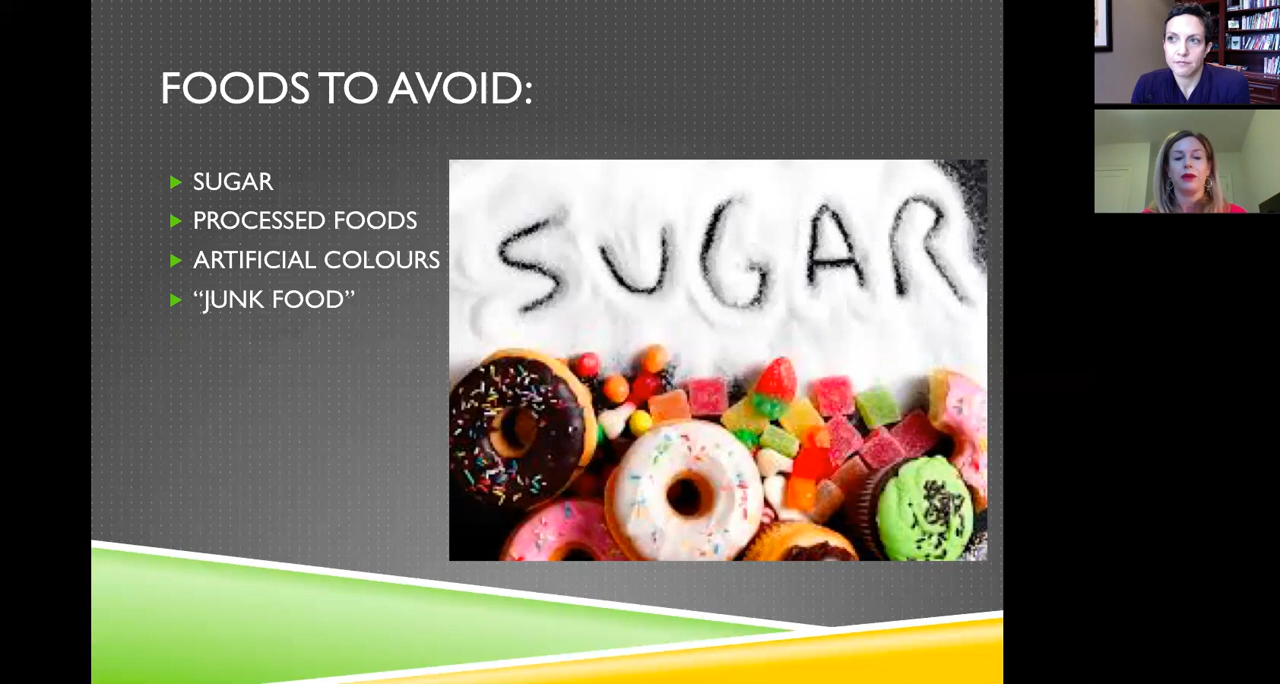 FOODS TO AVOID:
SUGAR
PROCESSED FOODS
ARTIFICIAL COLOURS
“JUNK FOOD”
SUGAR